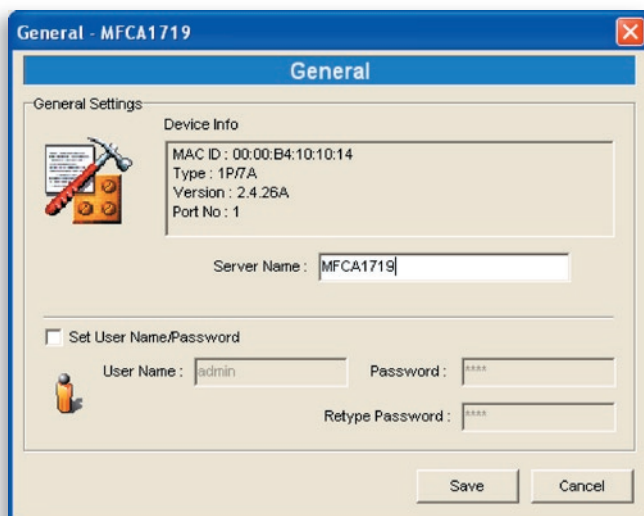 General - MFCA1719
General
General Settings
Device Info
MAC ID : 00:00:B4:10:10:14
Type : 1P/7A
Version : 2.4.26A
Port No : 1
Server Name : MFCA1719
Set User Name/Password
User Name : admin Password : ****
Retype Password : ****
Save Cancel